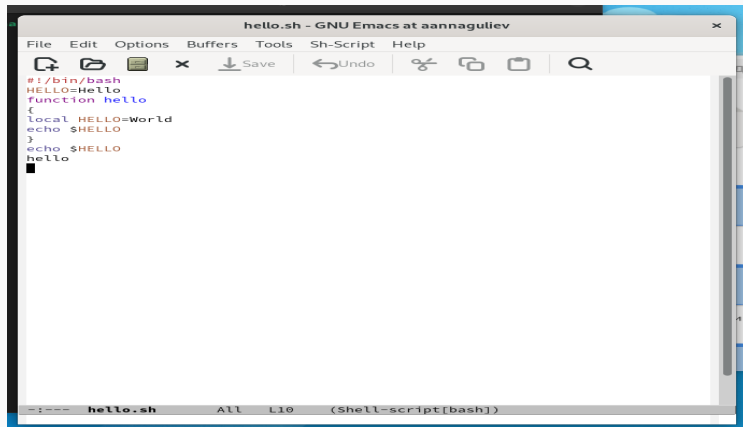 hello.sh - GNU Emacs at aannaguliev
File Edit Options Buffers Tools Sh-Script Help
Save Undo
#!/bin/bash
HELLO=Hello
function hello
{
local HELLO=World
echo $HELLO
}
echo $HELLO
hello
-:--- hello.sh All L10 (Shell-script[bash])